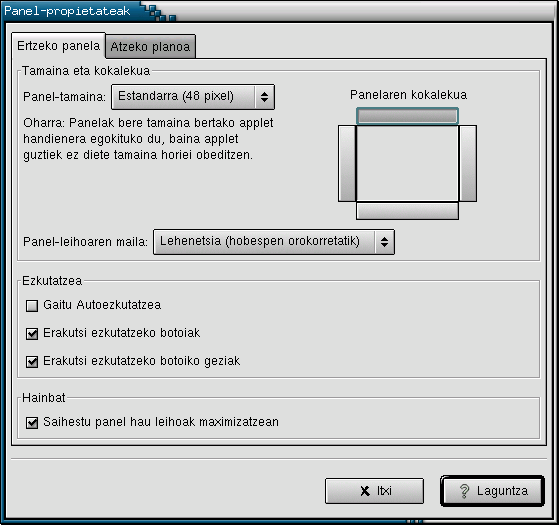 Panel-propietateak
Ertzeko panela
Atzeko planoa
Tamaina eta kokalekua
Panel-tamaina: Estandarra (48 pixel)
Panelaren kokalekua
Oharra: Panelak bere tamaina bertako applet
handienera egokituko du, baina applet
guztiek ez diete tamaina horiei obeditzen.
Panel-leihoaren maila: Lehenetsia (hobespen orokorretatik)
Ezkutatzea
Gaitu Autoezkutatzea
Erakutsi ezkutatzeko botoiak
Erakutsi ezkutatzeko botoiko geziak
Hainbat
Saihestu panel hau leihoak maximizatzean
Itxi
Laguntza